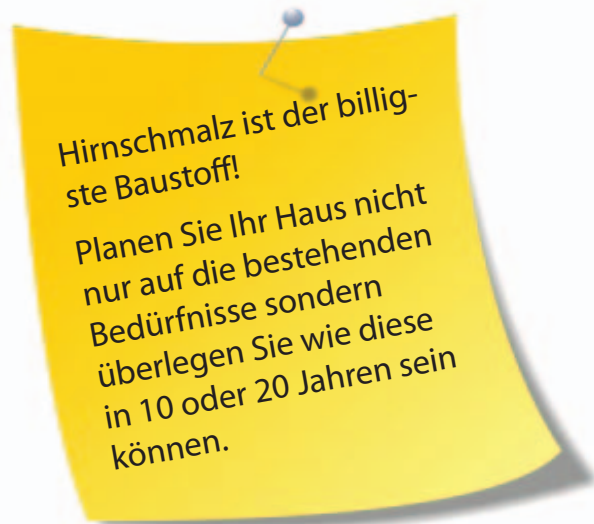 Hirnschmalz ist der billig-
ste Baustoff!
Planen Sie Ihr Haus nicht
nur auf die bestehenden
Bedürfnisse sondern
überlegen Sie wie diese
in 10 oder 20 Jahren sein
können.